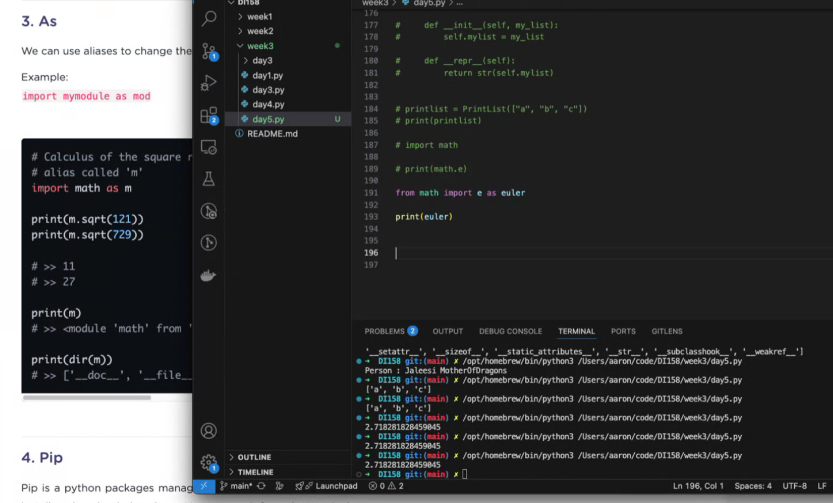 3. As
We can use aliases to change the
Example:
import mymodule as mod
# Calculus of the square r
# alias called 'm'
import math as m
print(m.sqrt(121))
print(m.sqrt(729))
# >> 11
# >> 27
print(m)
# >> <module 'math' from '
print(dir(m))
# >> ['__doc__', '__file__
4. Pip
Pip is a python packages manag
DI158
week1
week2
week3
day3
day1.py
day3.py
day4.py
day5.py U
README.md
OUTLINE
TIMELINE
week3 > day5.py > ...
176
177 # def __init__(self, my_list):
178 # self.mylist = my_list
179
180 # def __repr__(self):
181 # return str(self.mylist)
182
183
184 # printlist = PrintList(["a", "b", "c"])
185 # print(printlist)
186
187 # import math
188
189 # print(math.e)
190
191 from math import e as euler
192
193 print(euler)
194
195
196
197
PROBLEMS 2 OUTPUT DEBUG CONSOLE TERMINAL PORTS GITLENS
'__setattr__', '__sizeof__', '__static_attributes__', '__str__', '__subclasshook__', '__weakref__']
DI158 git:(main) ✗ /opt/homebrew/bin/python3 /Users/aaron/code/DI158/week3/day5.py
Person : Jaleesi MotherOfDragons
DI158 git:(main) ✗ /opt/homebrew/bin/python3 /Users/aaron/code/DI158/week3/day5.py
['a', 'b', 'c']
DI158 git:(main) ✗ /opt/homebrew/bin/python3 /Users/aaron/code/DI158/week3/day5.py
['a', 'b', 'c']
DI158 git:(main) ✗ /opt/homebrew/bin/python3 /Users/aaron/code/DI158/week3/day5.py
2.718281828459045
DI158 git:(main) ✗ /opt/homebrew/bin/python3 /Users/aaron/code/DI158/week3/day5.py
2.718281828459045
DI158 git:(main) ✗ /opt/homebrew/bin/python3 /Users/aaron/code/DI158/week3/day5.py
2.718281828459045
DI158 git:(main) ✗
main* Launchpad 0 2 Ln 196, Col 1 Spaces: 4 UTF-8 LF